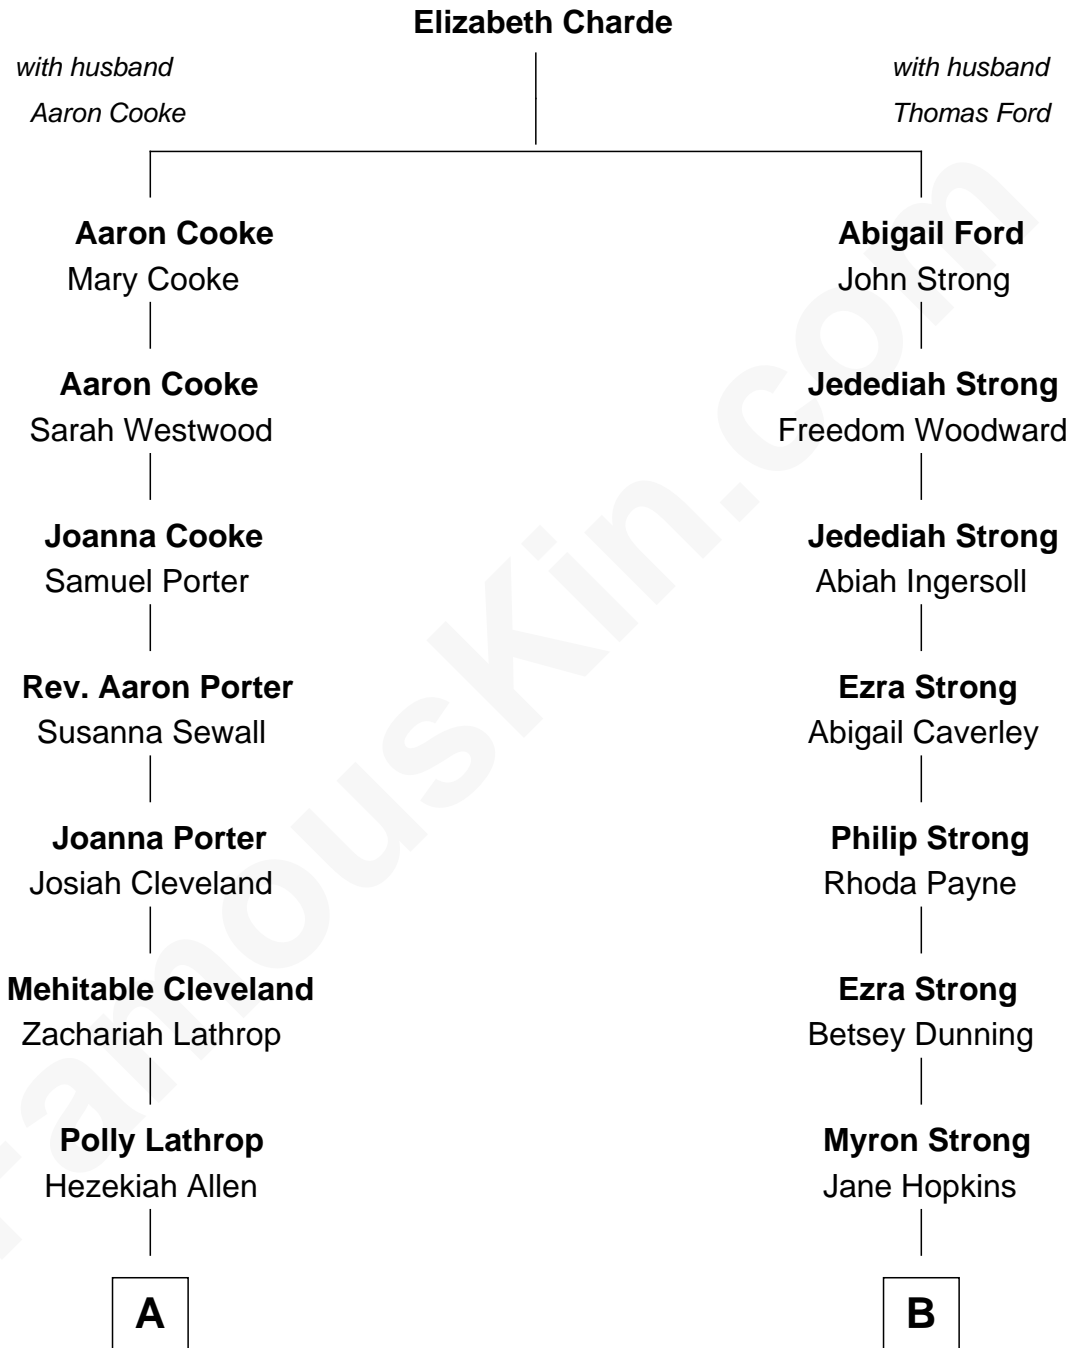 Elizabeth Charde
with husband
Aaron Cooke
with husband
Thomas Ford
Aaron Cooke
Mary Cooke
Abigail Ford
John Strong
Aaron Cooke
Sarah Westwood
Jedediah Strong
Freedom Woodward
Joanna Cooke
Samuel Porter
Jedediah Strong
Abiah Ingersoll
Rev. Aaron Porter
Susanna Sewall
Ezra Strong
Abigail Caverley
Joanna Porter
Josiah Cleveland
Philip Strong
Rhoda Payne
Mehitable Cleveland
Zachariah Lathrop
Ezra Strong
Betsey Dunning
Polly Lathrop
Hezekiah Allen
Myron Strong
Jane Hopkins
A
B
FamousKin.com